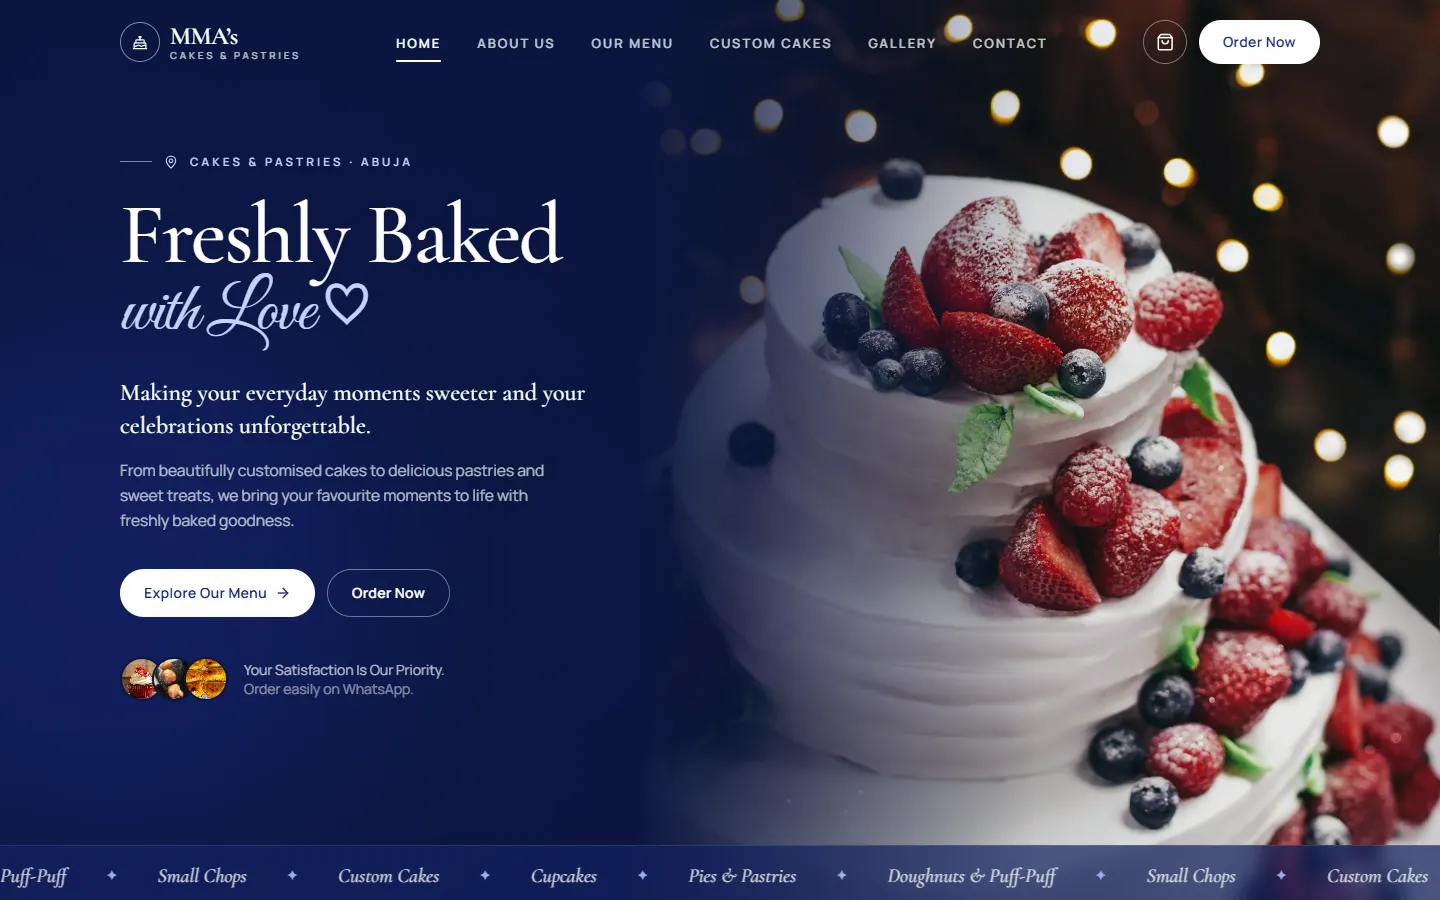 MMA's
CAKES & PASTRIES
HOME
ABOUT US
OUR MENU
CUSTOM CAKES
GALLERY
CONTACT
Order Now
CAKES & PASTRIES · ABUJA
Freshly Baked
with Love
Making your everyday moments sweeter and your
celebrations unforgettable.
From beautifully customised cakes to delicious pastries and
sweet treats, we bring your favourite moments to life with
freshly baked goodness.
Explore Our Menu
Order Now
Your Satisfaction Is Our Priority.
Order easily on WhatsApp.
Puff-Puff ✦ Small Chops ✦ Custom Cakes ✦ Cupcakes ✦ Pies & Pastries ✦ Doughnuts & Puff-Puff ✦ Small Chops ✦ Custom Cakes